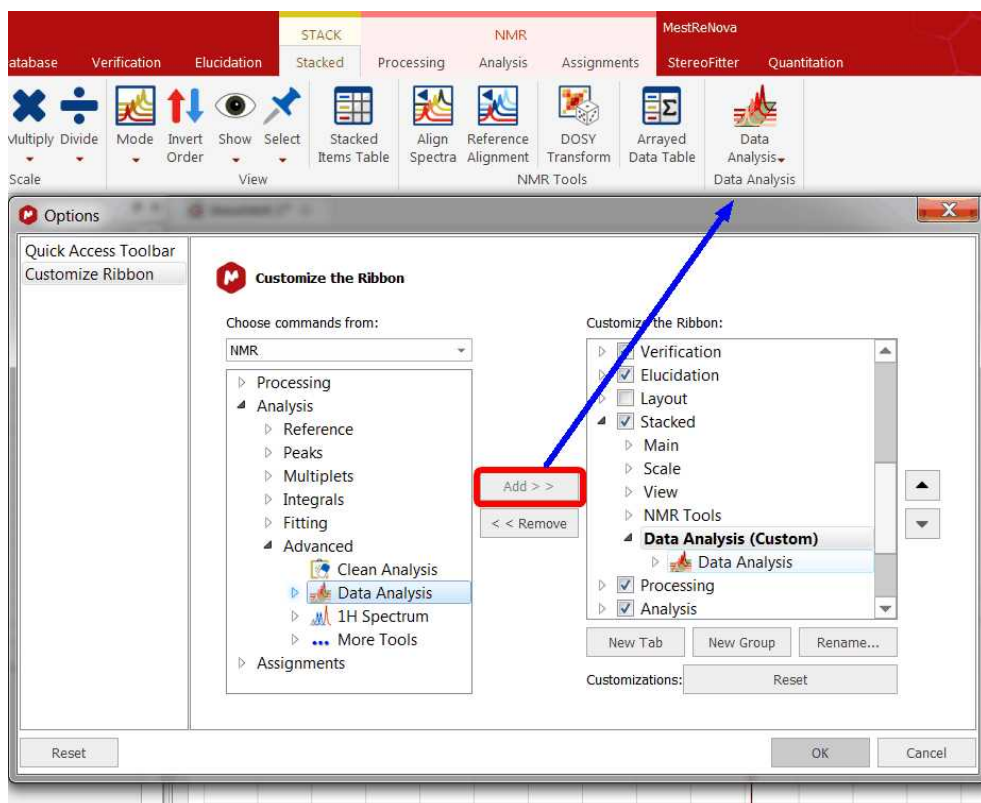 STACK NMR MestReNova
atabase Verification Elucidation Stacked Processing Analysis Assignments StereoFitter Quantitation
Multiply Divide Mode Invert Order Show Select Stacked Items Table Align Spectra Reference Alignment DOSY Transform Arrayed Data Table Data Analysis
Scale View NMR Tools Data Analysis
Options
Quick Access Toolbar
Customize Ribbon
Customize the Ribbon
Choose commands from:
NMR
Processing
Analysis
Reference
Peaks
Multiplets
Integrals
Fitting
Advanced
Clean Analysis
Data Analysis
1H Spectrum
More Tools
Assignments
Add > >
< < Remove
Customize the Ribbon:
Verification
Elucidation
Layout
Stacked
Main
Scale
View
NMR Tools
Data Analysis (Custom)
Data Analysis
Processing
Analysis
New Tab New Group Rename...
Customizations: Reset
Reset OK Cancel